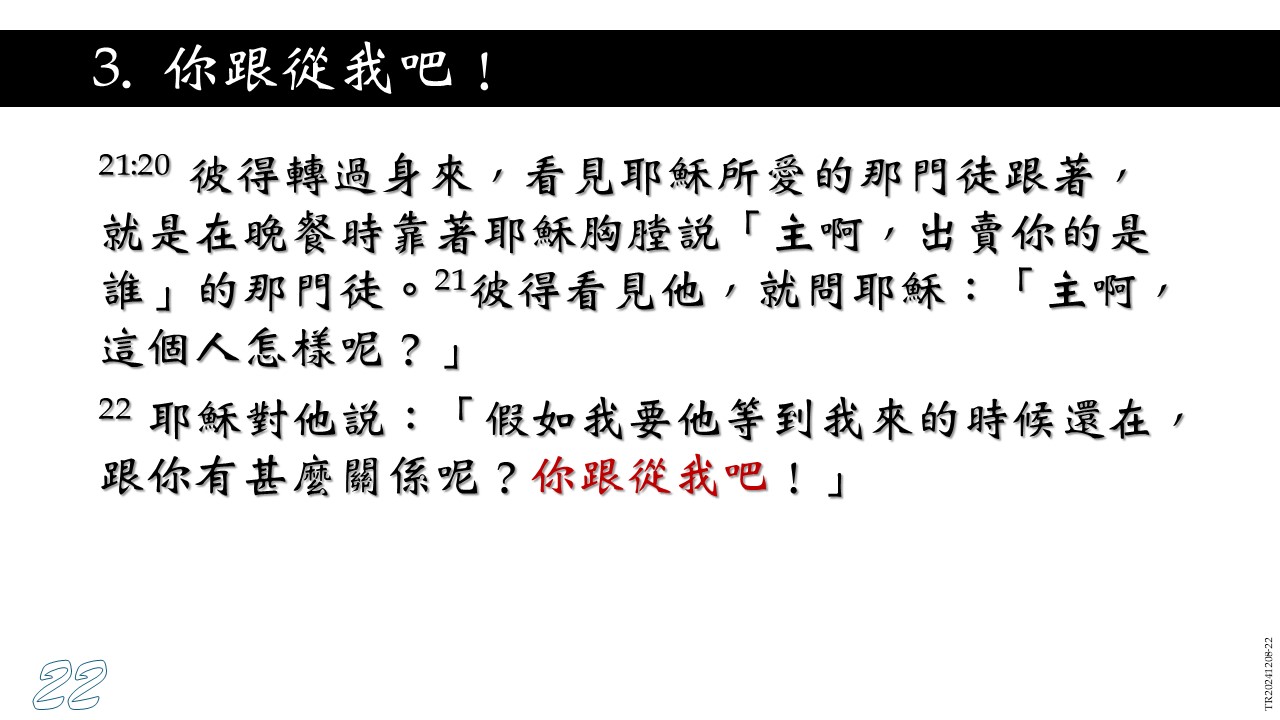 3. 你跟從我吧！
21:20 彼得轉過身來，看見耶穌所愛的那門徒跟著，
就是在晚餐時靠著耶穌胸膛說「主啊，出賣你的是
誰」的那門徒。21彼得看見他，就問耶穌：「主啊，
這個人怎樣呢？」
22 耶穌對他說：「假如我要他等到我來的時候還在，
跟你有甚麼關係呢？你跟從我吧！」
22
TR20241208-22